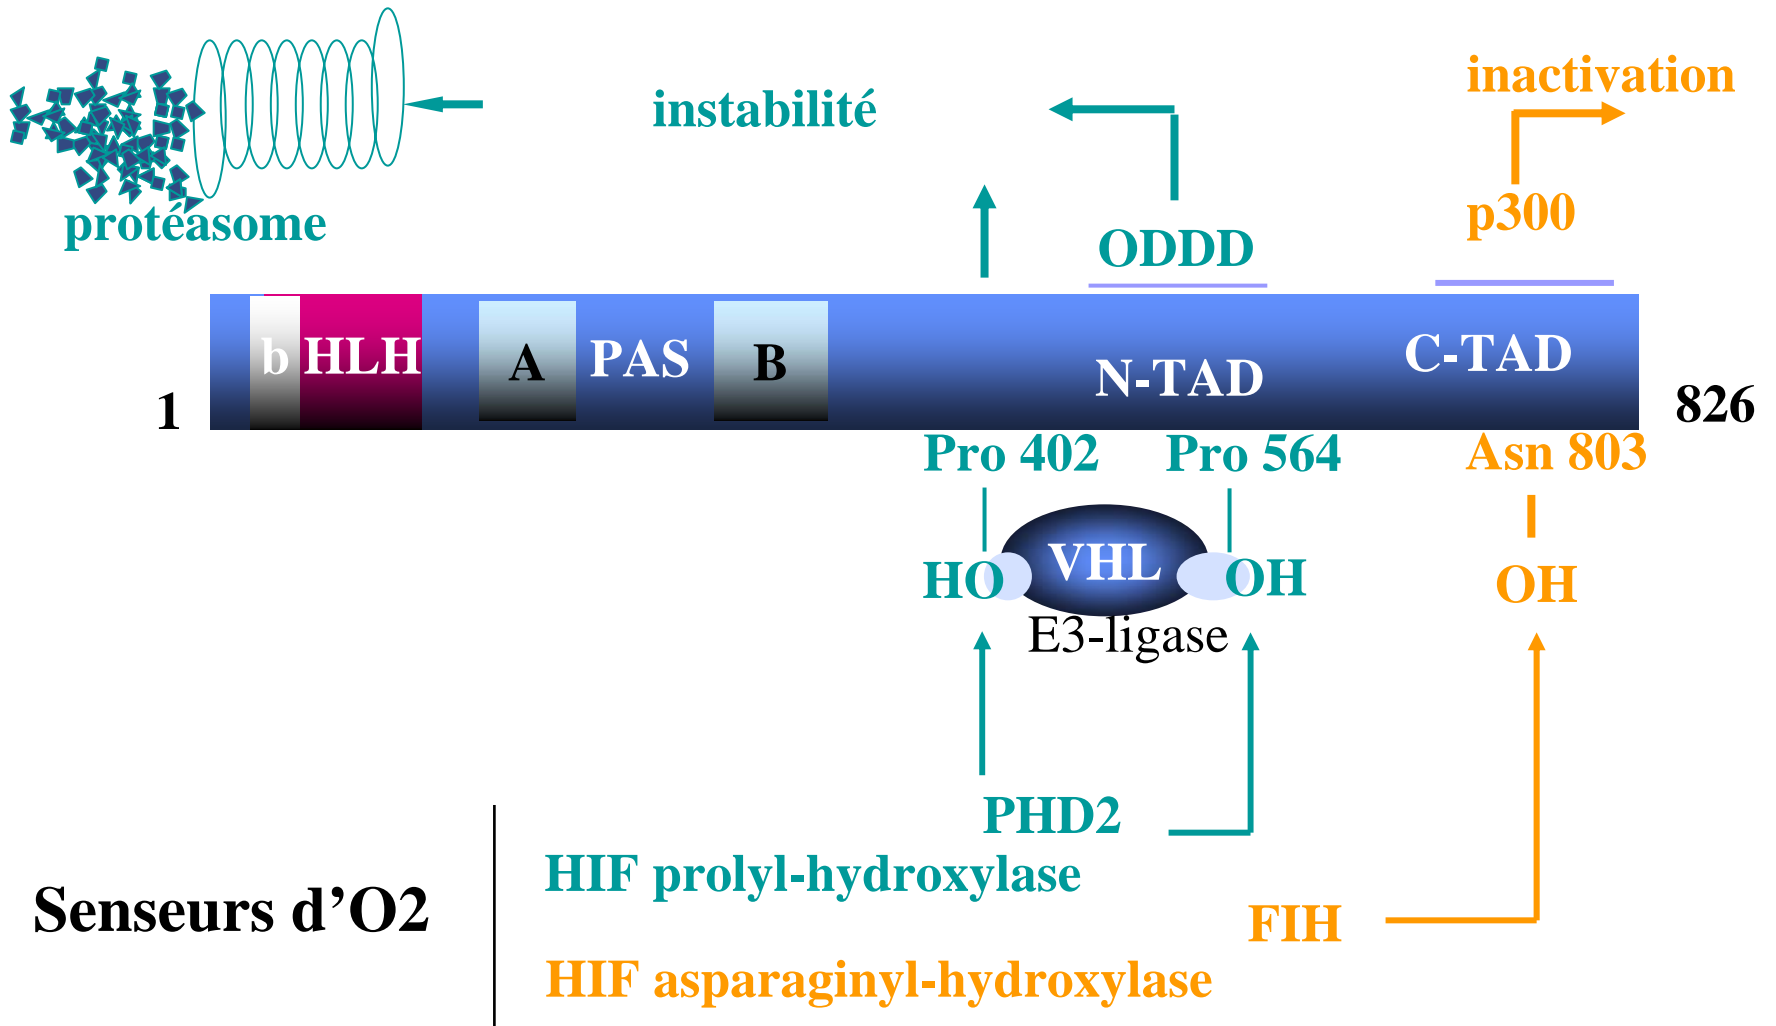 inactivation
instabilité
p300
protéasome
ODDD
b HLH A PAS B N-TAD C-TAD
1 826
Pro 402 Pro 564 Asn 803
HO VHL OH OH
E3-ligase
PHD2
HIF prolyl-hydroxylase
Senseurs d’O2
FIH
HIF asparaginyl-hydroxylase